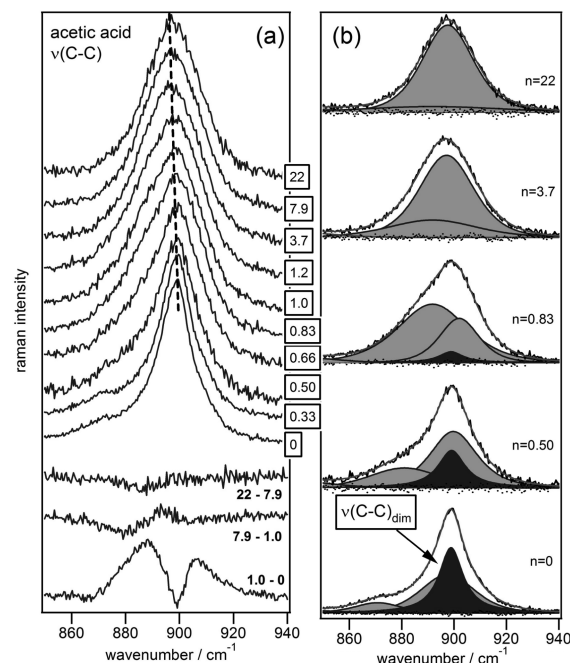 acetic acid
ν(C-C)
(a)
22
7.9
3.7
1.2
1.0
0.83
0.66
0.50
0.33
0
22 - 7.9
7.9 - 1.0
1.0 - 0
raman intensity
860 880 900 920 940
wavenumber / cm⁻¹
(b)
n=22
n=3.7
n=0.83
n=0.50
ν(C-C)dim
n=0
860 880 900 920 940
wavenumber / cm⁻¹